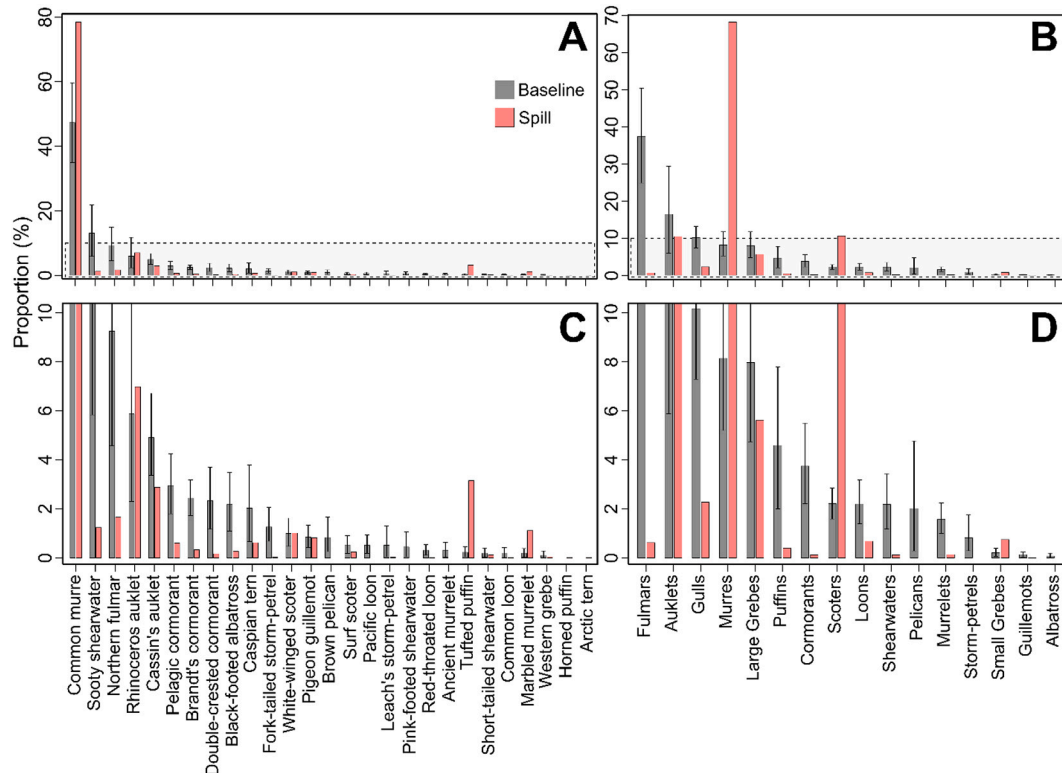 A
B
Baseline
Spill
Proportion (%)
80
60
40
20
0
70
60
50
40
30
20
10
0
C
D
10
8
6
4
2
0
10
8
6
4
2
0
Common murre
Sooty shearwater
Northern fulmar
Rhinoceros auklet
Cassin's auklet
Pelagic cormorant
Brandt's cormorant
Double-crested cormorant
Black-footed albatross
Caspian tern
Fork-tailed storm-petrel
White-winged scoter
Pigeon guillemot
Brown pelican
Surf scoter
Pacific loon
Leach's storm-petrel
Pink-footed shearwater
Red-throated loon
Ancient murrelet
Tufted puffin
Short-tailed shearwater
Common loon
Marbled murrelet
Western grebe
Horned puffin
Arctic tern
Fulmars
Auklets
Gulls
Murres
Large Grebes
Puffins
Cormorants
Scoters
Loons
Shearwaters
Pelicans
Murrelets
Storm-petrels
Small Grebes
Guillemots
Albatross